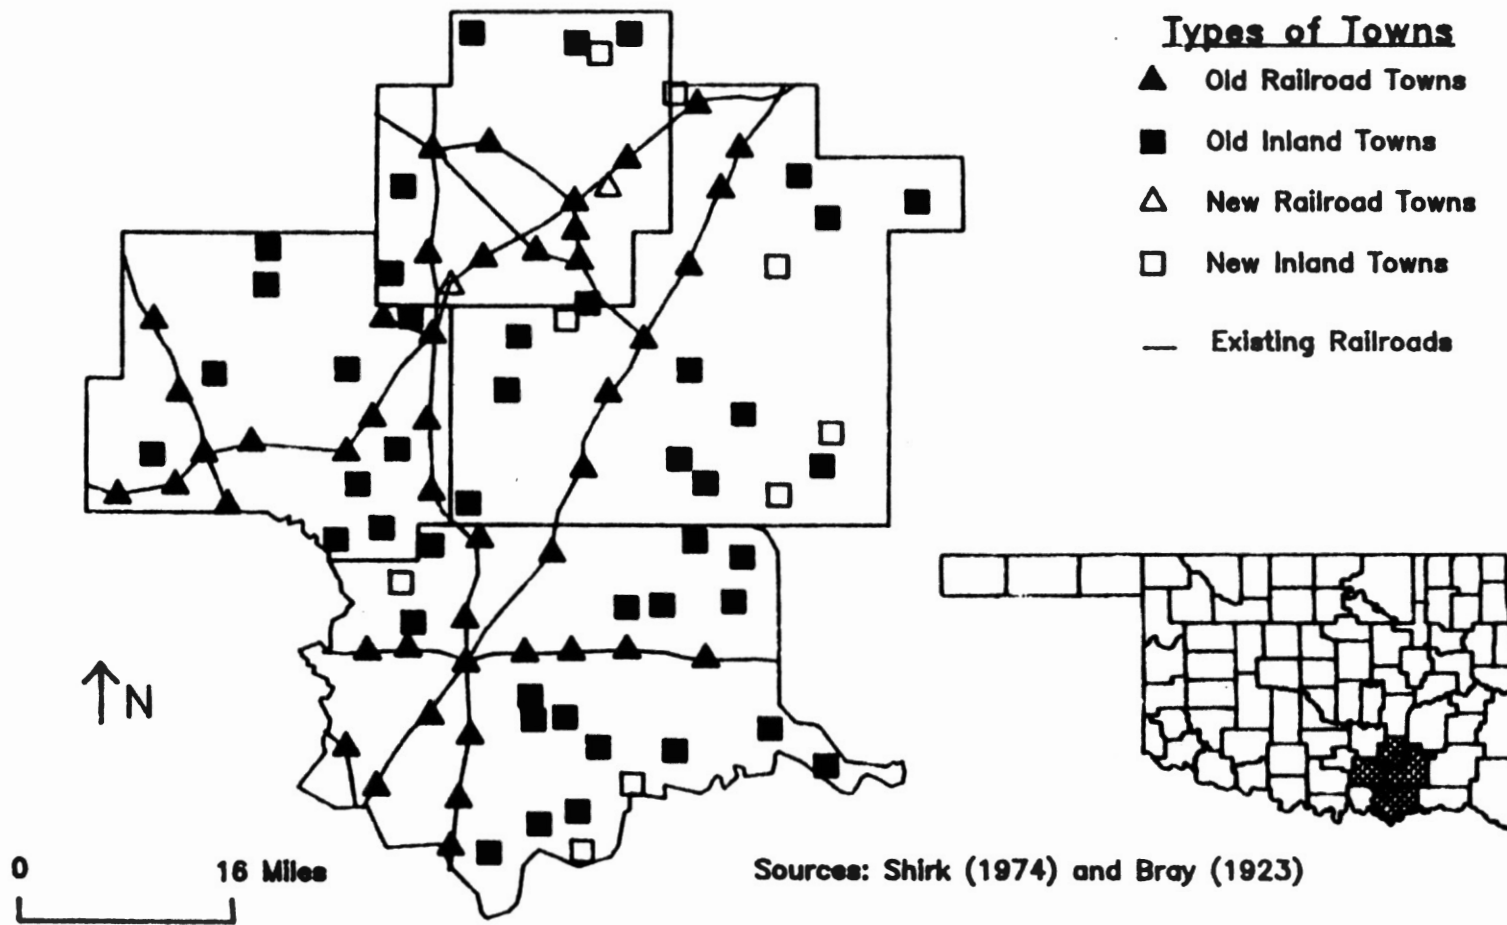 Types of Towns
Old Railroad Towns
Old Inland Towns
New Railroad Towns
New Inland Towns
Existing Railroads
N
0 16 Miles
Sources: Shirk (1974) and Bray (1923)